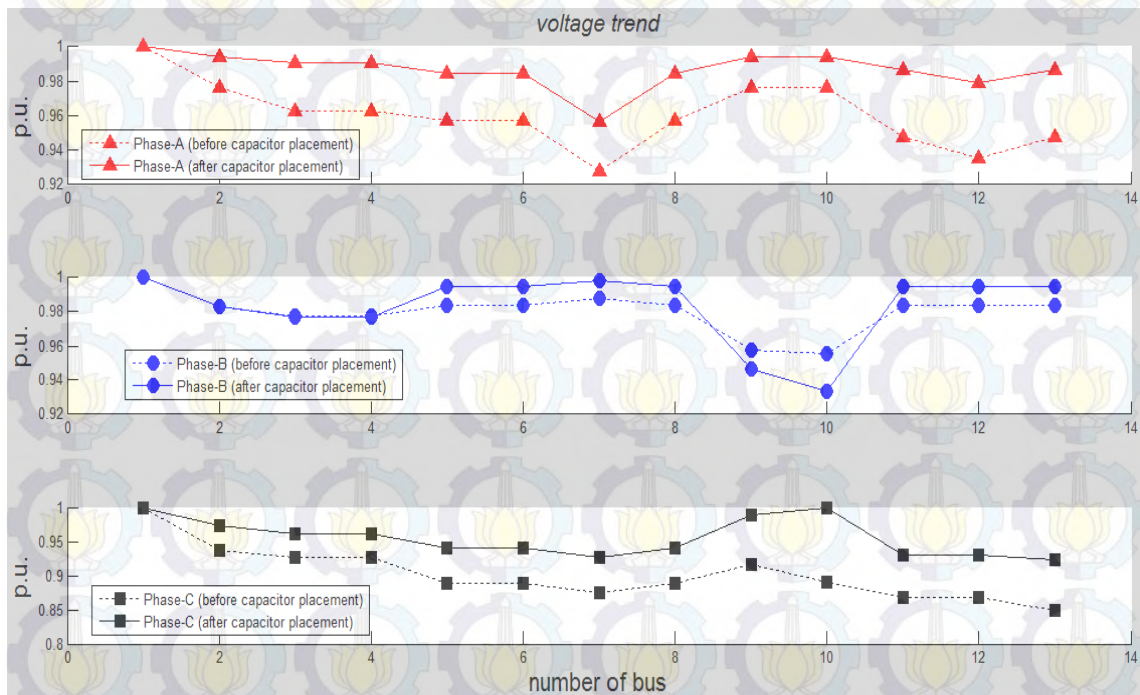 voltage trend
p.u.
1
0.98
0.96
0.94
0.92
Phase-A (before capacitor placement)
Phase-A (after capacitor placement)
0 2 4 6 8 10 12 14
p.u.
1
0.98
0.96
0.94
0.92
Phase-B (before capacitor placement)
Phase-B (after capacitor placement)
0 2 4 6 8 10 12 14
p.u.
1
0.95
0.9
0.85
0.8
Phase-C (before capacitor placement)
Phase-C (after capacitor placement)
0 2 4 6 8 10 12 14
number of bus